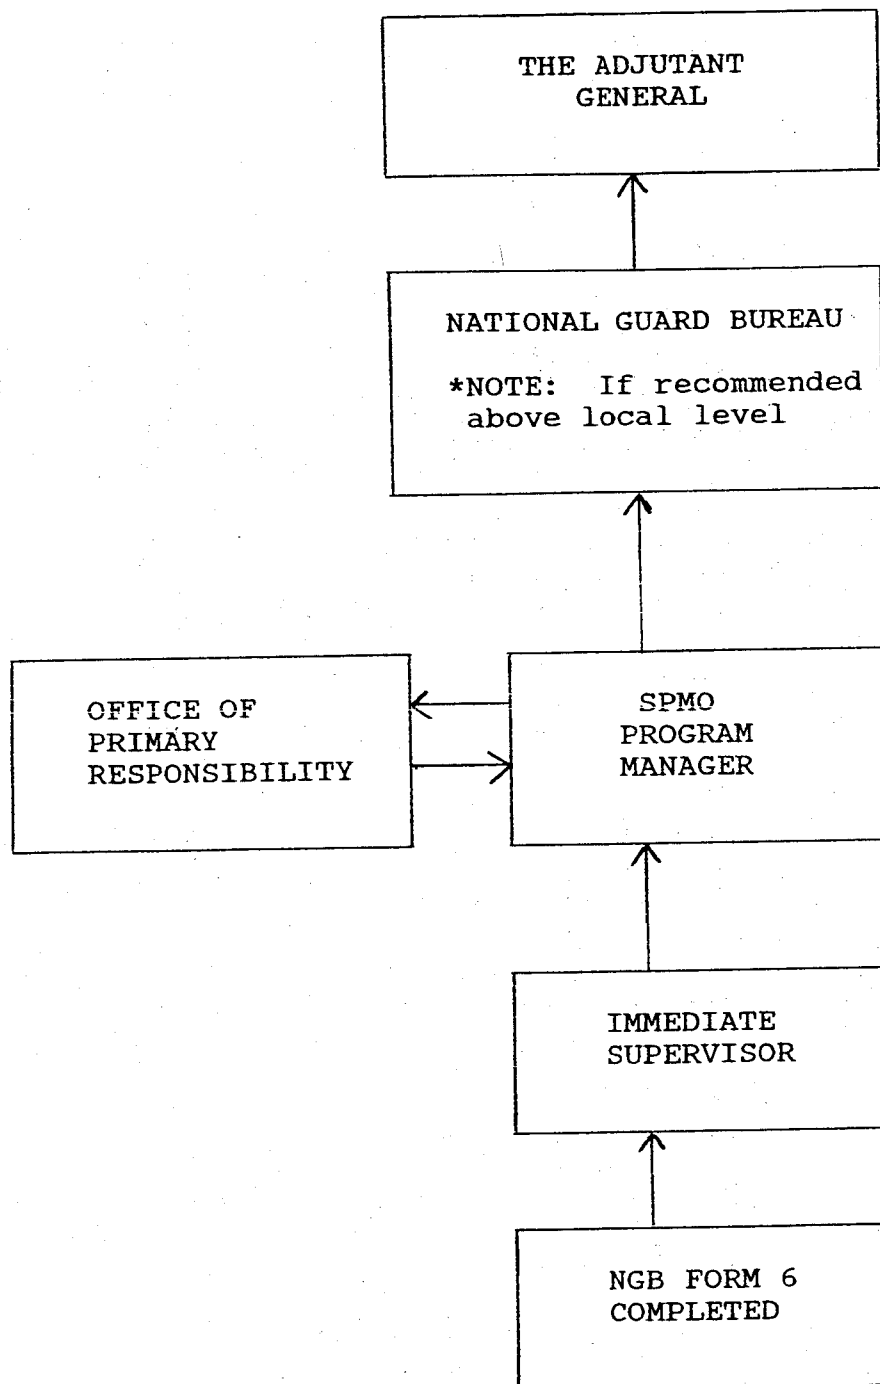 THE ADJUTANT
GENERAL
NATIONAL GUARD BUREAU
*NOTE: If recommended
above local level
OFFICE OF
PRIMARY
RESPONSIBILITY
SPMO
PROGRAM
MANAGER
IMMEDIATE
SUPERVISOR
NGB FORM 6
COMPLETED